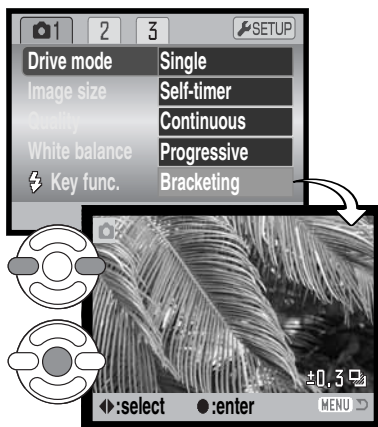 1 2 3 SETUP
Drive mode Single
Image size Self-timer
Quality Continuous
White balance Progressive
Key func. Bracketing
±0.3
:select :enter MENU